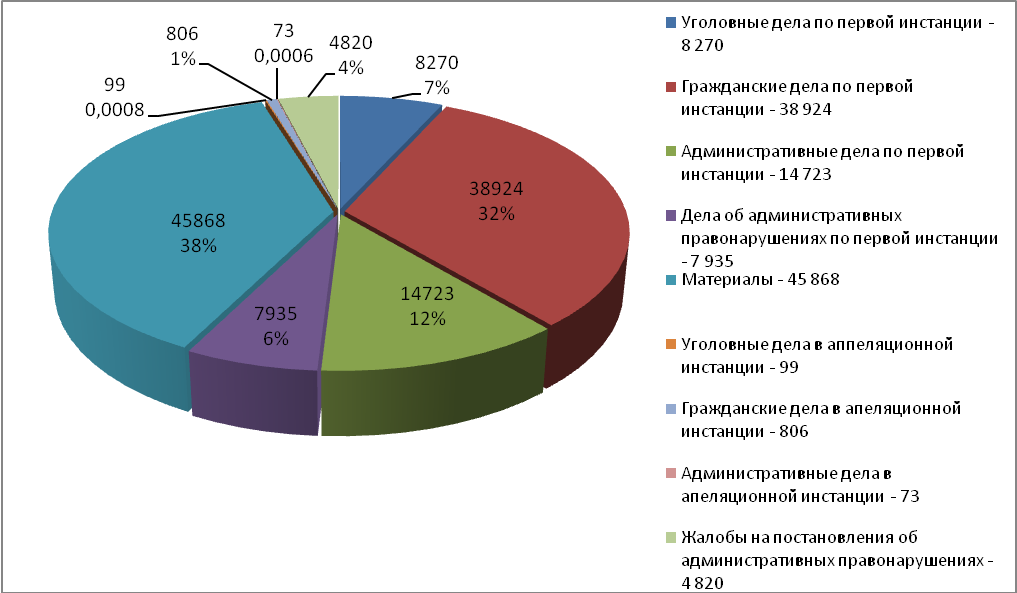 806
1%
73
0,0006
4820
4%
8270
7%
99
0,0008
38924
32%
45868
38%
14723
12%
7935
6%
Уголовные дела по первой инстанции -
8 270
Гражданские дела по первой
инстанции - 38 924
Административные дела по первой
инстанции - 14 723
Дела об административных
правонарушениях по первой инстанции
- 7 935
Материалы - 45 868
Уголовные дела в аппеляционной
инстанции - 99
Гражданские дела в апеляционной
инстанции - 806
Административные дела в
апеляционной инстанции - 73
Жалобы на постановления об
административных правонарушениях -
4 820